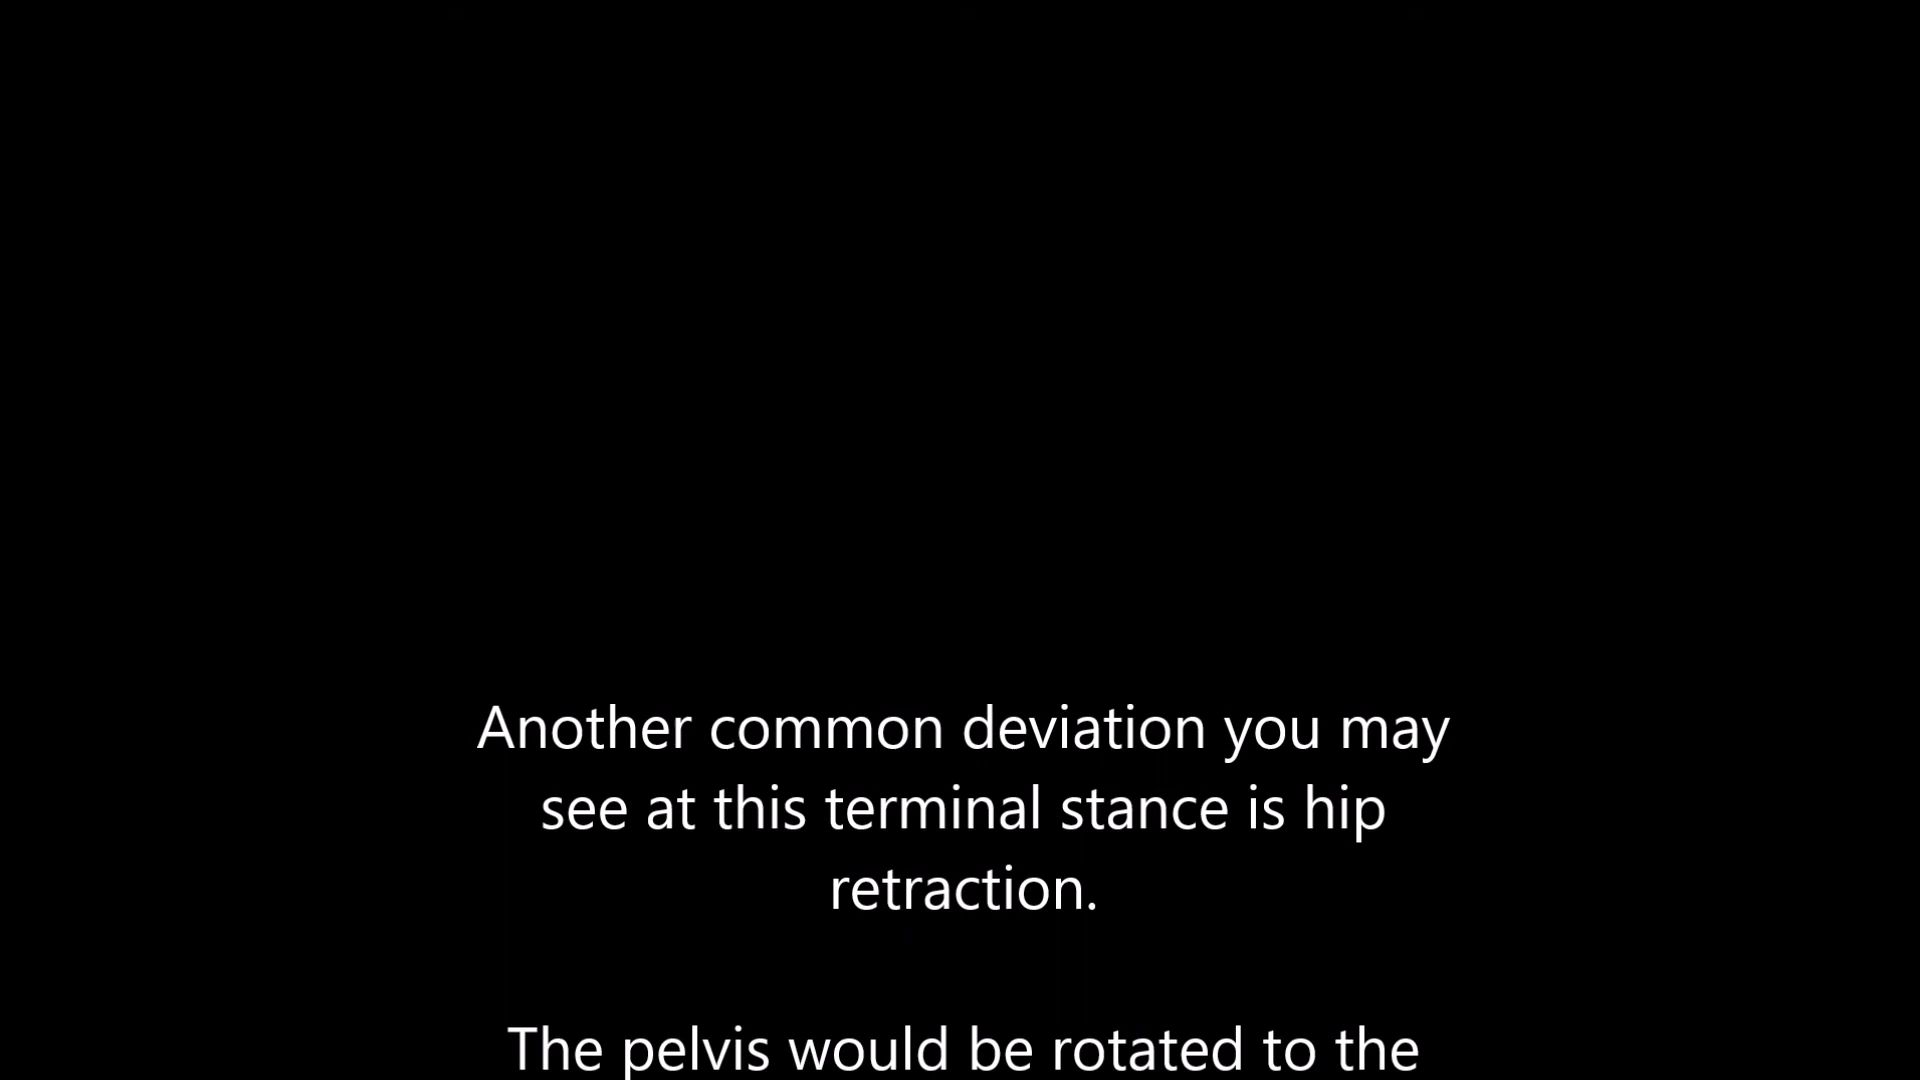 Another common deviation you may
see at this terminal stance is hip
retraction.
The pelvis would be rotated to the